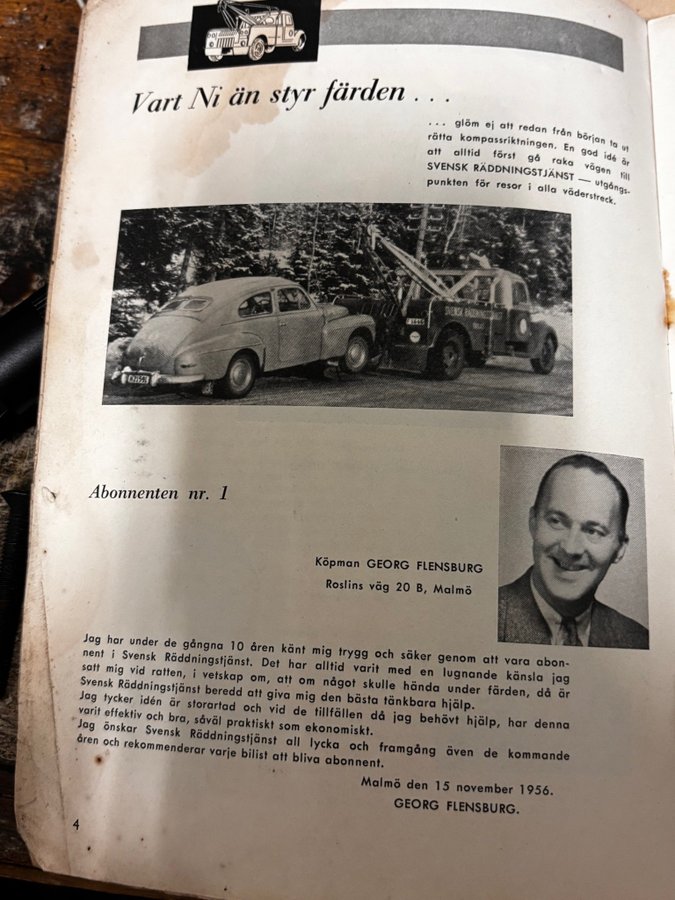 Vart Ni än styr färden . . .
. . . glöm ej att redan från början ta ut
rätta kompassriktningen. En god idé är
att alltid först gå raka vägen till
SVENSK RÄDDNINGSTJÄNST — utgångs-
punkten för resor i alla väderstreck.
SVENSK RÄDDNINGSTJÄNST
Abonnenten nr. 1
Köpman GEORG FLENSBURG
Roslins väg 20 B, Malmö
Jag har under de gångna 10 åren känt mig trygg och säker genom att vara abon-
nent i Svensk Räddningstjänst. Det har alltid varit med en lugnande känsla jag
satt mig vid ratten, i vetskap om, att om något skulle hända under färden, då är
Svensk Räddningstjänst beredd att giva mig den bästa tänkbara hjälp.
Jag tycker idén är storartad och vid de tillfällen då jag behövt hjälp, har denna
varit effektiv och bra, såväl praktiskt som ekonomiskt.
Jag önskar Svensk Räddningstjänst all lycka och framgång även de kommande
åren och rekommenderar varje bilist att bliva abonnent.
Malmö den 15 november 1956.
GEORG FLENSBURG.
4